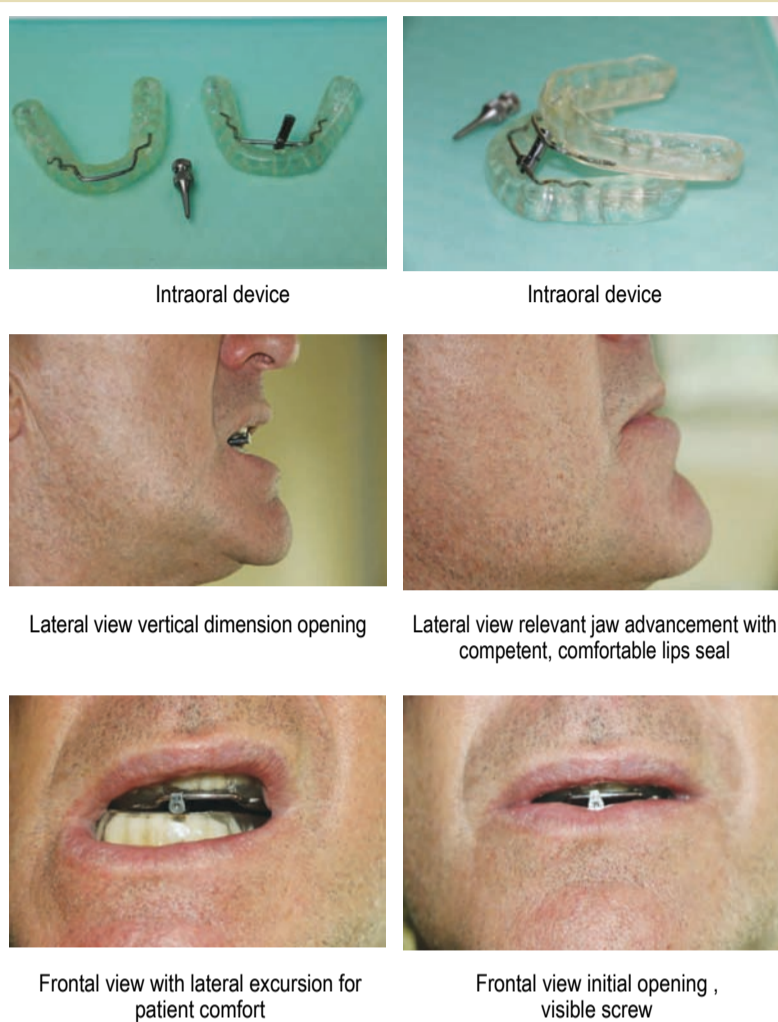 Intraoral device
Intraoral device
Lateral view vertical dimension opening
Lateral view relevant jaw advancement with
competent, comfortable lips seal
Frontal view with lateral excursion for
patient comfort
Frontal view initial opening ,
visible screw